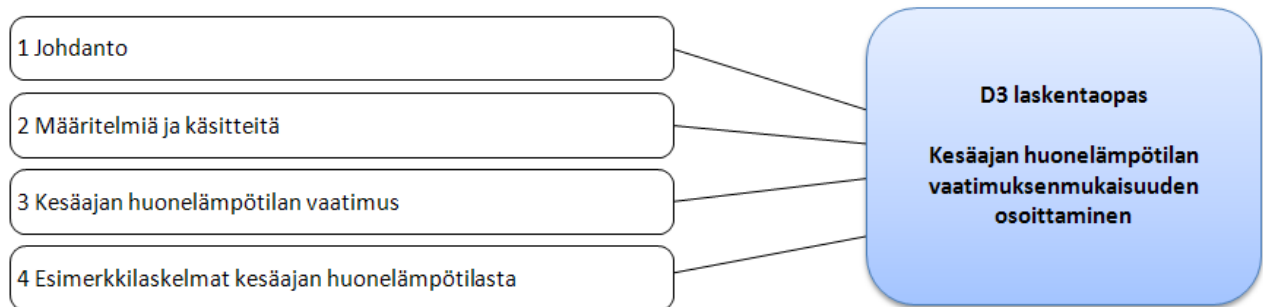 1 Johdanto
2 Määritelmiä ja käsitteitä
3 Kesäajan huonelämpötilan vaatimus
4 Esimerkkilaskelmat kesäajan huonelämpötilasta
D3 laskentaopas
Kesäajan huonelämpötilan
vaatimuksenmukaisuuden
osoittaminen